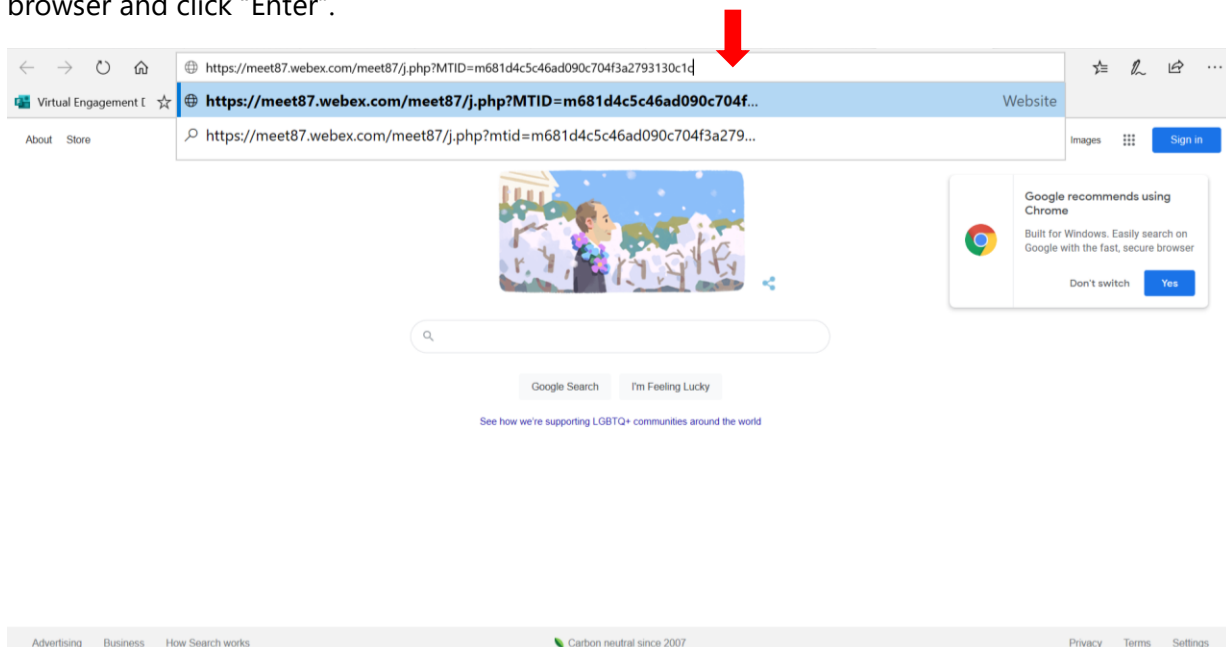 browser and click "Enter".
https://meet87.webex.com/meet87/j.php?MTID=m681d4c5c46ad090c704f3a2793130c1d
Virtual Engagement [
https://meet87.webex.com/meet87/j.php?MTID=m681d4c5c46ad090c704f...
Website
https://meet87.webex.com/meet87/j.php?mtid=m681d4c5c46ad090c704f3a279...
About Store
Images
Sign in
Google recommends using
Chrome
Built for Windows. Easily search on
Google with the fast, secure browser
Don't switch Yes
Google Search I'm Feeling Lucky
See how we're supporting LGBTQ+ communities around the world
Advertising Business How Search works Carbon neutral since 2007 Privacy Terms Settings